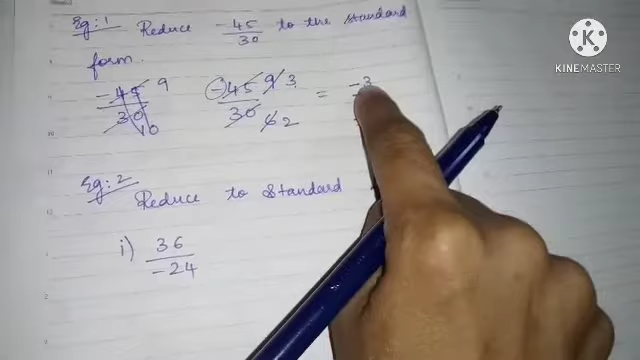 Eg:1 Reduce -45/30 to the standard
form.
-45 9
30 10
(-)45 9 3
30 6 2
= -3
Eg:2
Reduce to Standard
i) 36/-24
K
KINEMASTER